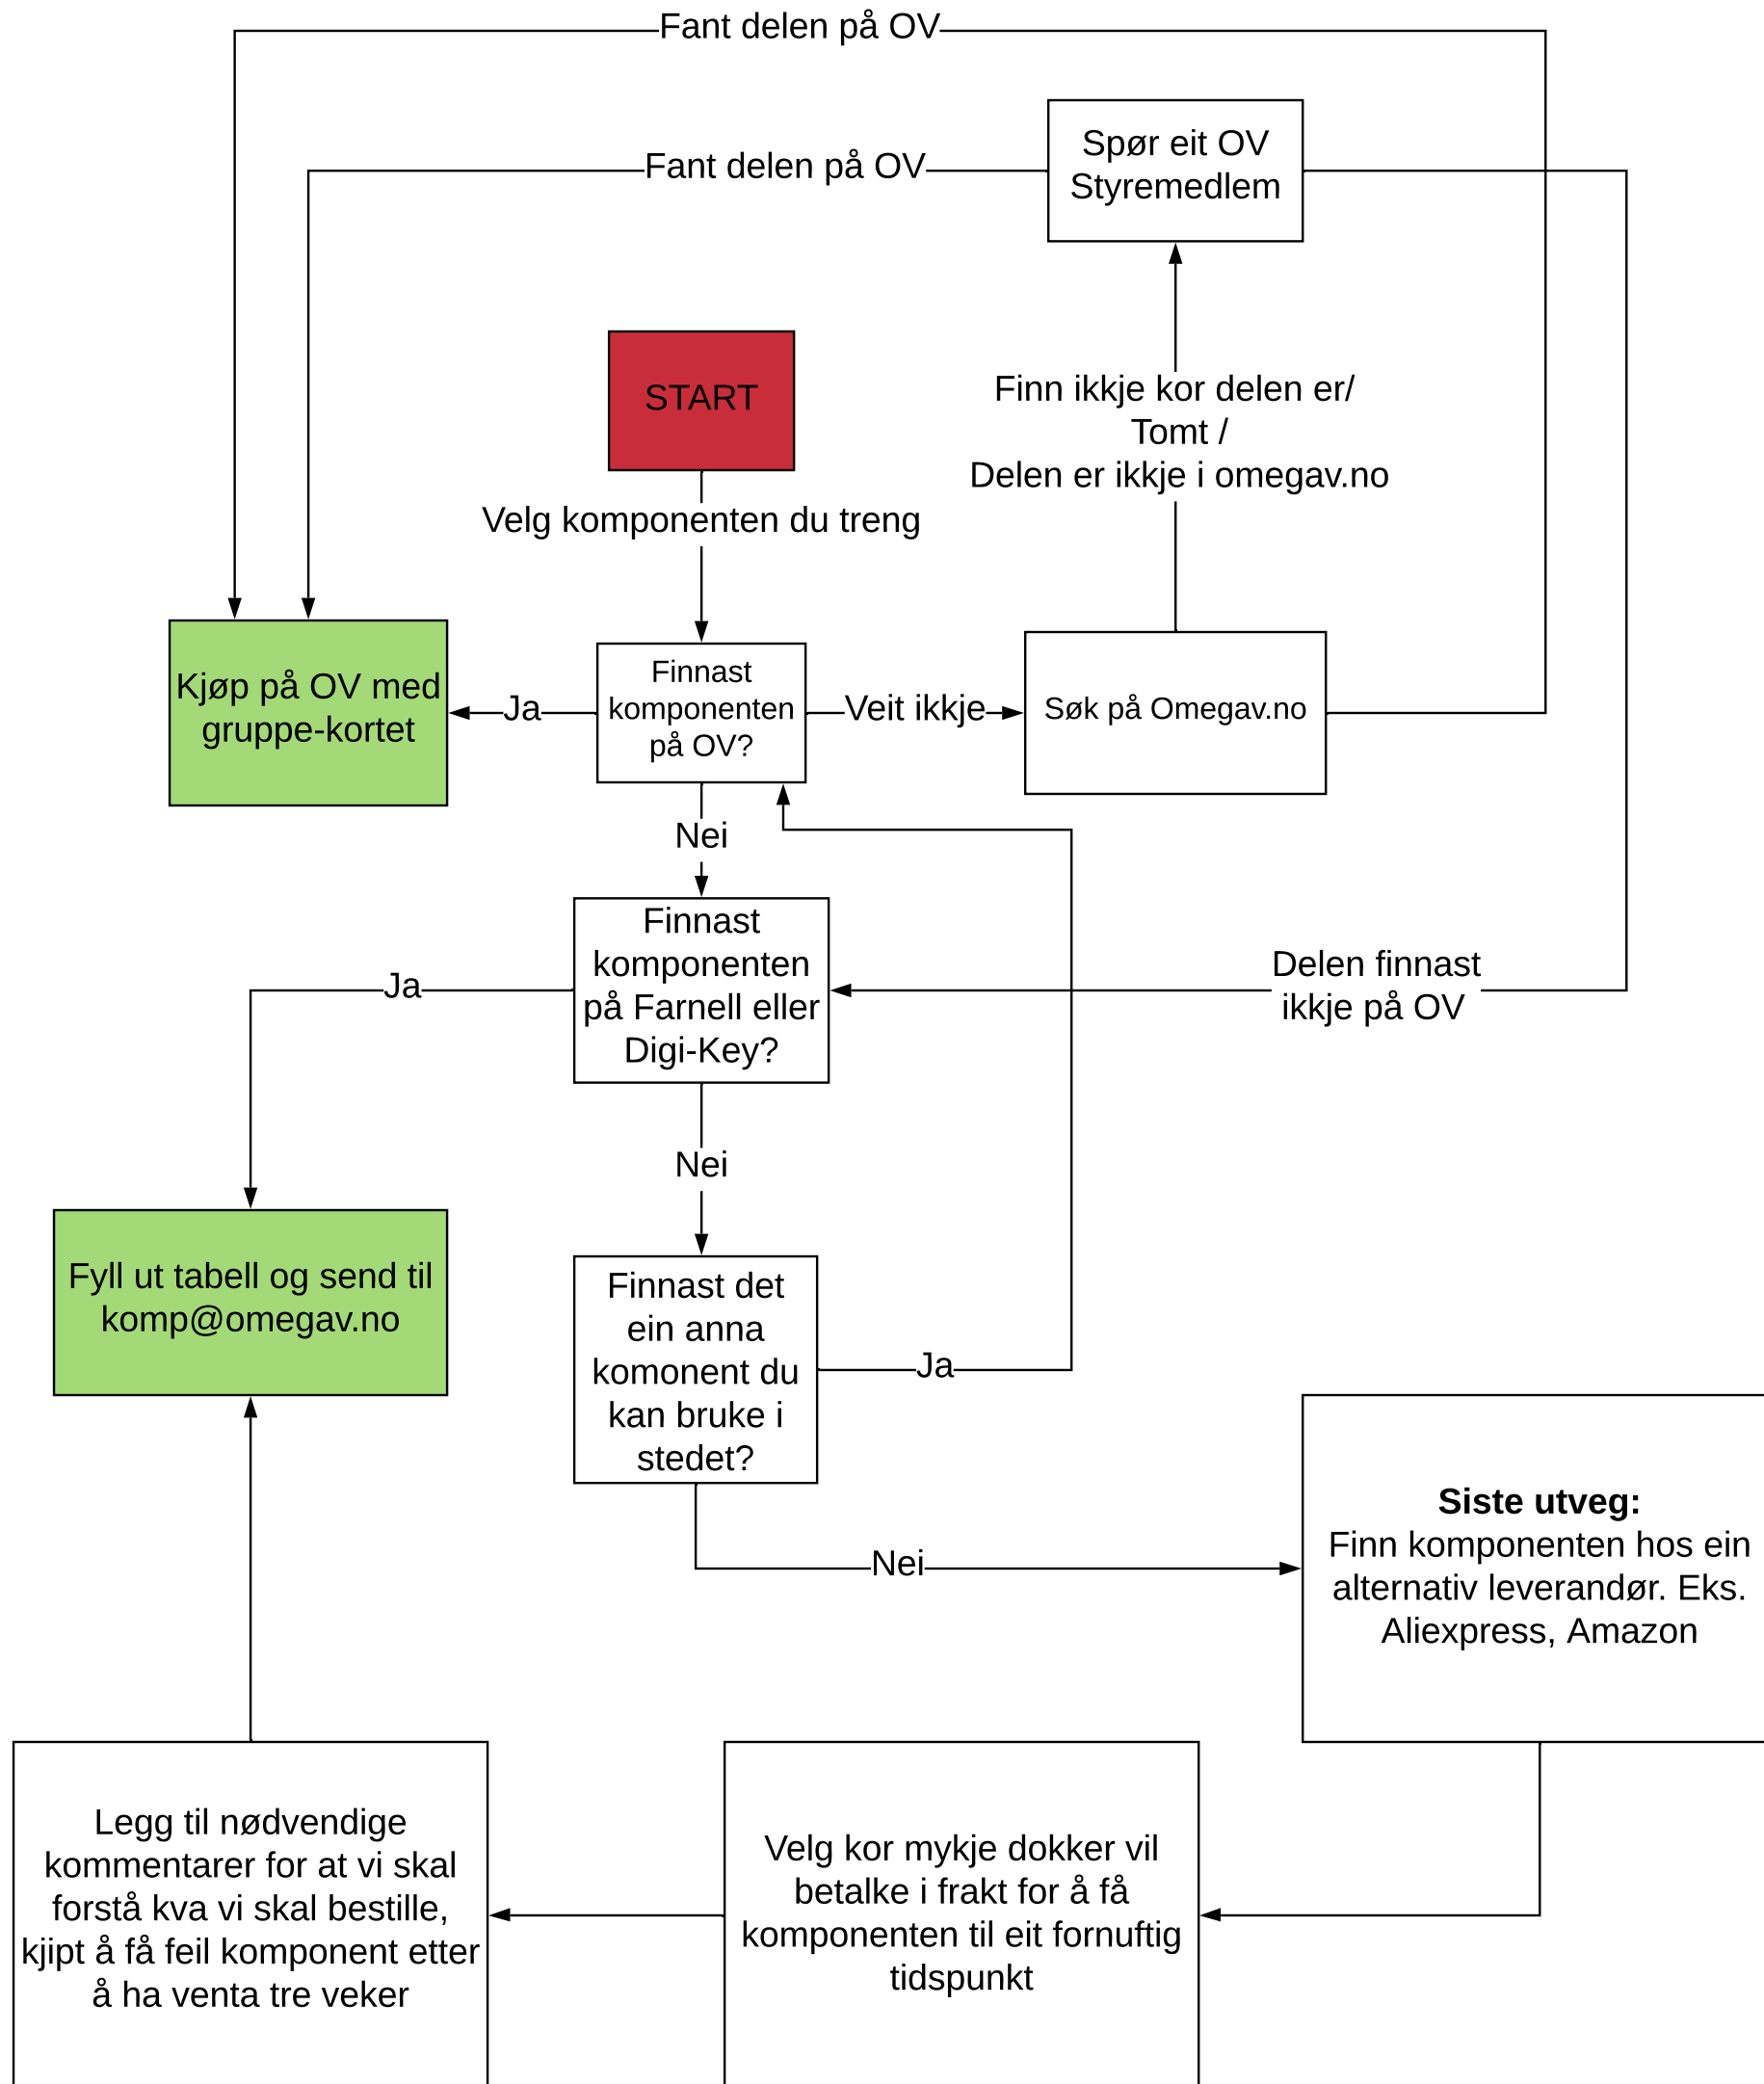 Fant delen på OV
Spør eit OV
Styremedlem
Fant delen på OV
START
Finn ikkje kor delen er/
Tomt /
Delen er ikkje i omegav.no
Velg komponenten du treng
Kjøp på OV med
gruppe-kortet
Ja
Finnast
komponenten
på OV?
Veit ikkje
Søk på Omegav.no
Nei
Finnast
komponenten
på Farnell eller
Digi-Key?
Ja
Delen finnast
ikkje på OV
Nei
Fyll ut tabell og send til
komp@omegav.no
Finnast det
ein anna
komonent du
kan bruke i
stedet?
Ja
Nei
Siste utveg:
Finn komponenten hos ein
alternativ leverandør. Eks.
Aliexpress, Amazon
Legg til nødvendige
kommentarer for at vi skal
forstå kva vi skal bestille,
kjipt å få feil komponent etter
å ha venta tre veker
Velg kor mykje dokker vil
betalke i frakt for å få
komponenten til eit fornuftig
tidspunkt